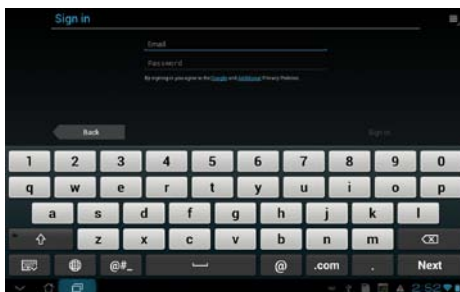 Sign in
Email
Password
By signing in you agree to the Google and Additional Privacy Policies.
Back
Sign in
1 2 3 4 5 6 7 8 9 0
q w e r t y u i o p
a s d f g h j k l
z x c v b n m
@#_ @ .com . Next
2:52